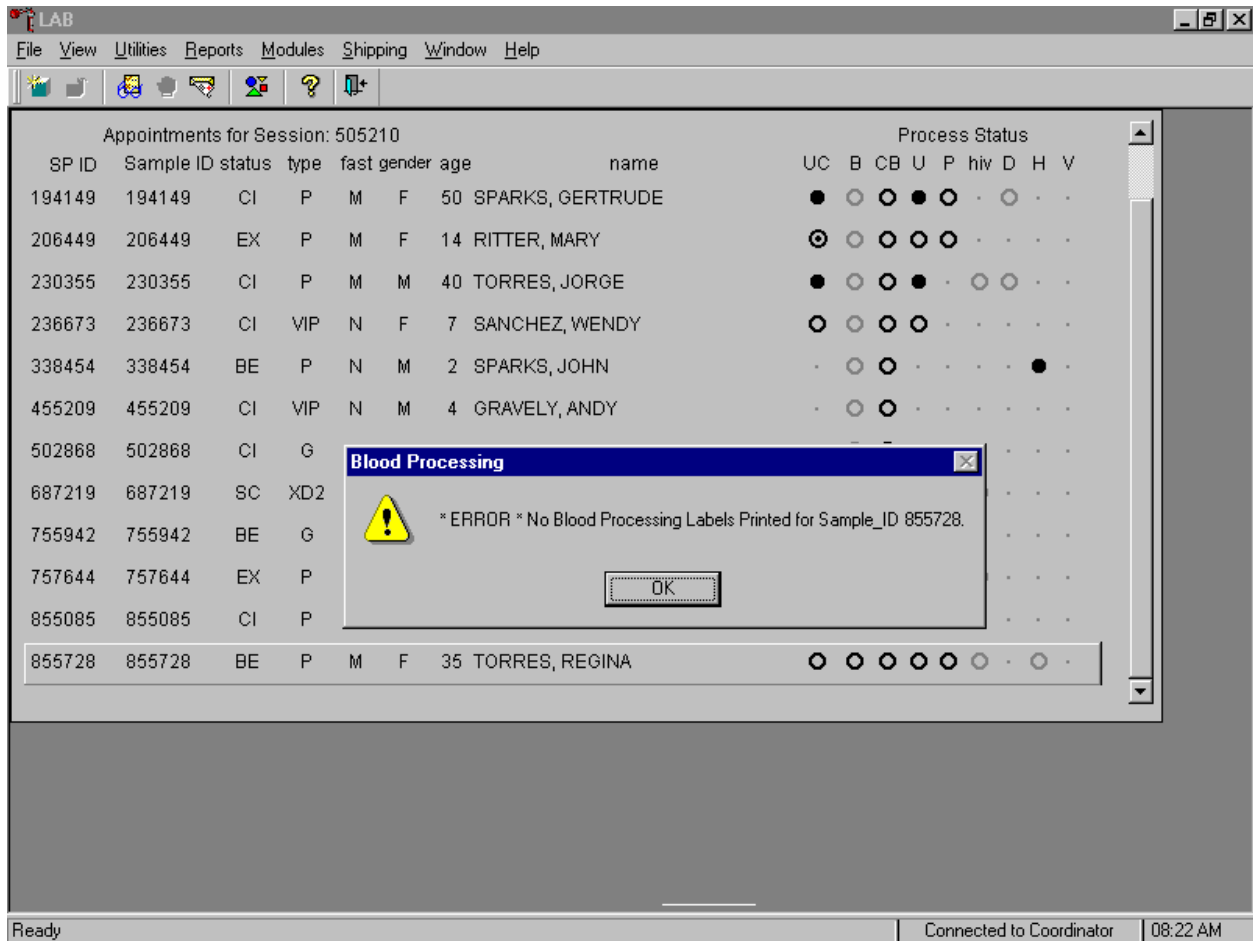 LAB
File View Utilities Reports Modules Shipping Window Help
Appointments for Session: 505210 Process Status
SP ID Sample ID status type fast gender age name UC B CB U P hiv D H V
194149 194149 CI P M F 50 SPARKS, GERTRUDE
206449 206449 EX P M F 14 RITTER, MARY
230355 230355 CI P M M 40 TORRES, JORGE
236673 236673 CI VIP N F 7 SANCHEZ, WENDY
338454 338454 BE P N M 2 SPARKS, JOHN
455209 455209 CI VIP N M 4 GRAVELY, ANDY
502868 502868 CI G
687219 687219 SC XD2
755942 755942 BE G
757644 757644 EX P
855085 855085 CI P
Blood Processing
* ERROR * No Blood Processing Labels Printed for Sample_ID 855728.
OK
855728 855728 BE P M F 35 TORRES, REGINA
Ready Connected to Coordinator 08:22 AM